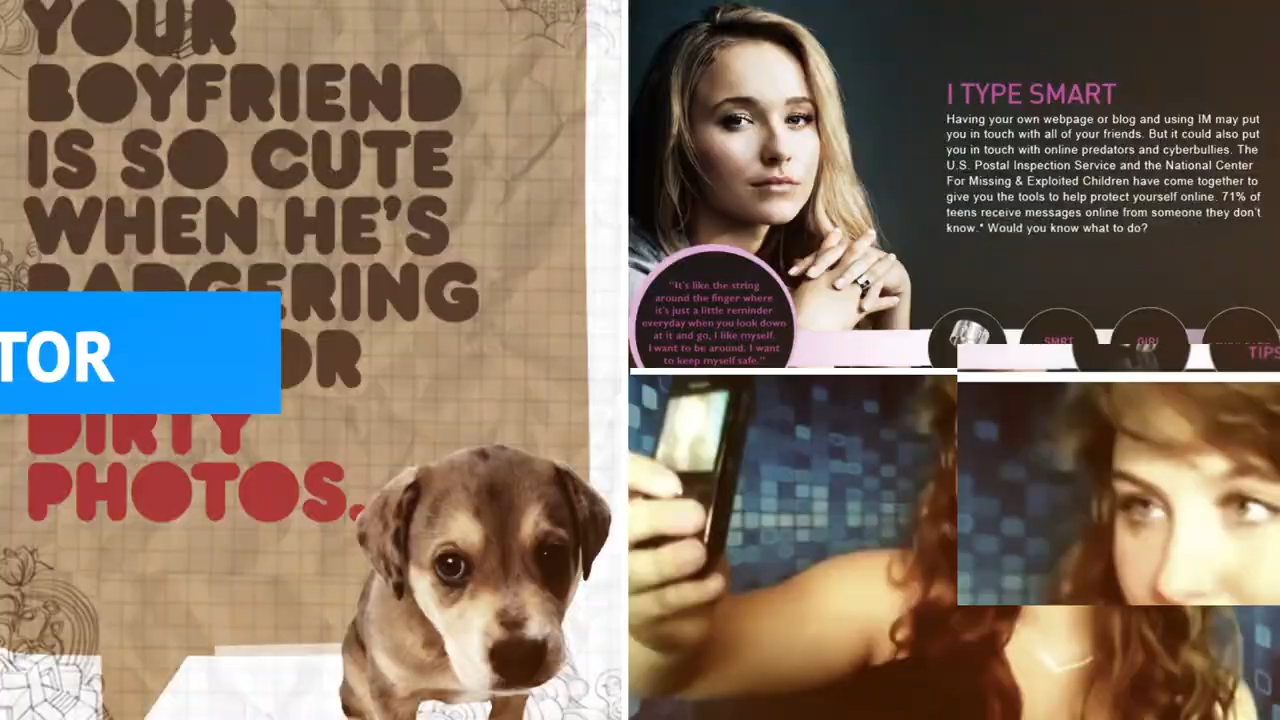 YOUR
BOYFRIEND
IS SO CUTE
WHEN HE'S
BADGERING
OR
TOR
DIRTY
PHOTOS.
I TYPE SMART
Having your own webpage or blog and using IM may put
you in touch with all of your friends. But it could also put
you in touch with online predators and cyberbullies. The
U.S. Postal Inspection Service and the National Center
For Missing & Exploited Children have come together to
give you the tools to help protect yourself online. 71% of
teens receive messages online from someone they don't
know.* Would you know what to do?
"It's like the string
around the finger where
it's just a little reminder
everyday when you look down
at it and go, I like myself.
I want to be around. I want
to keep myself safe."
TIPS